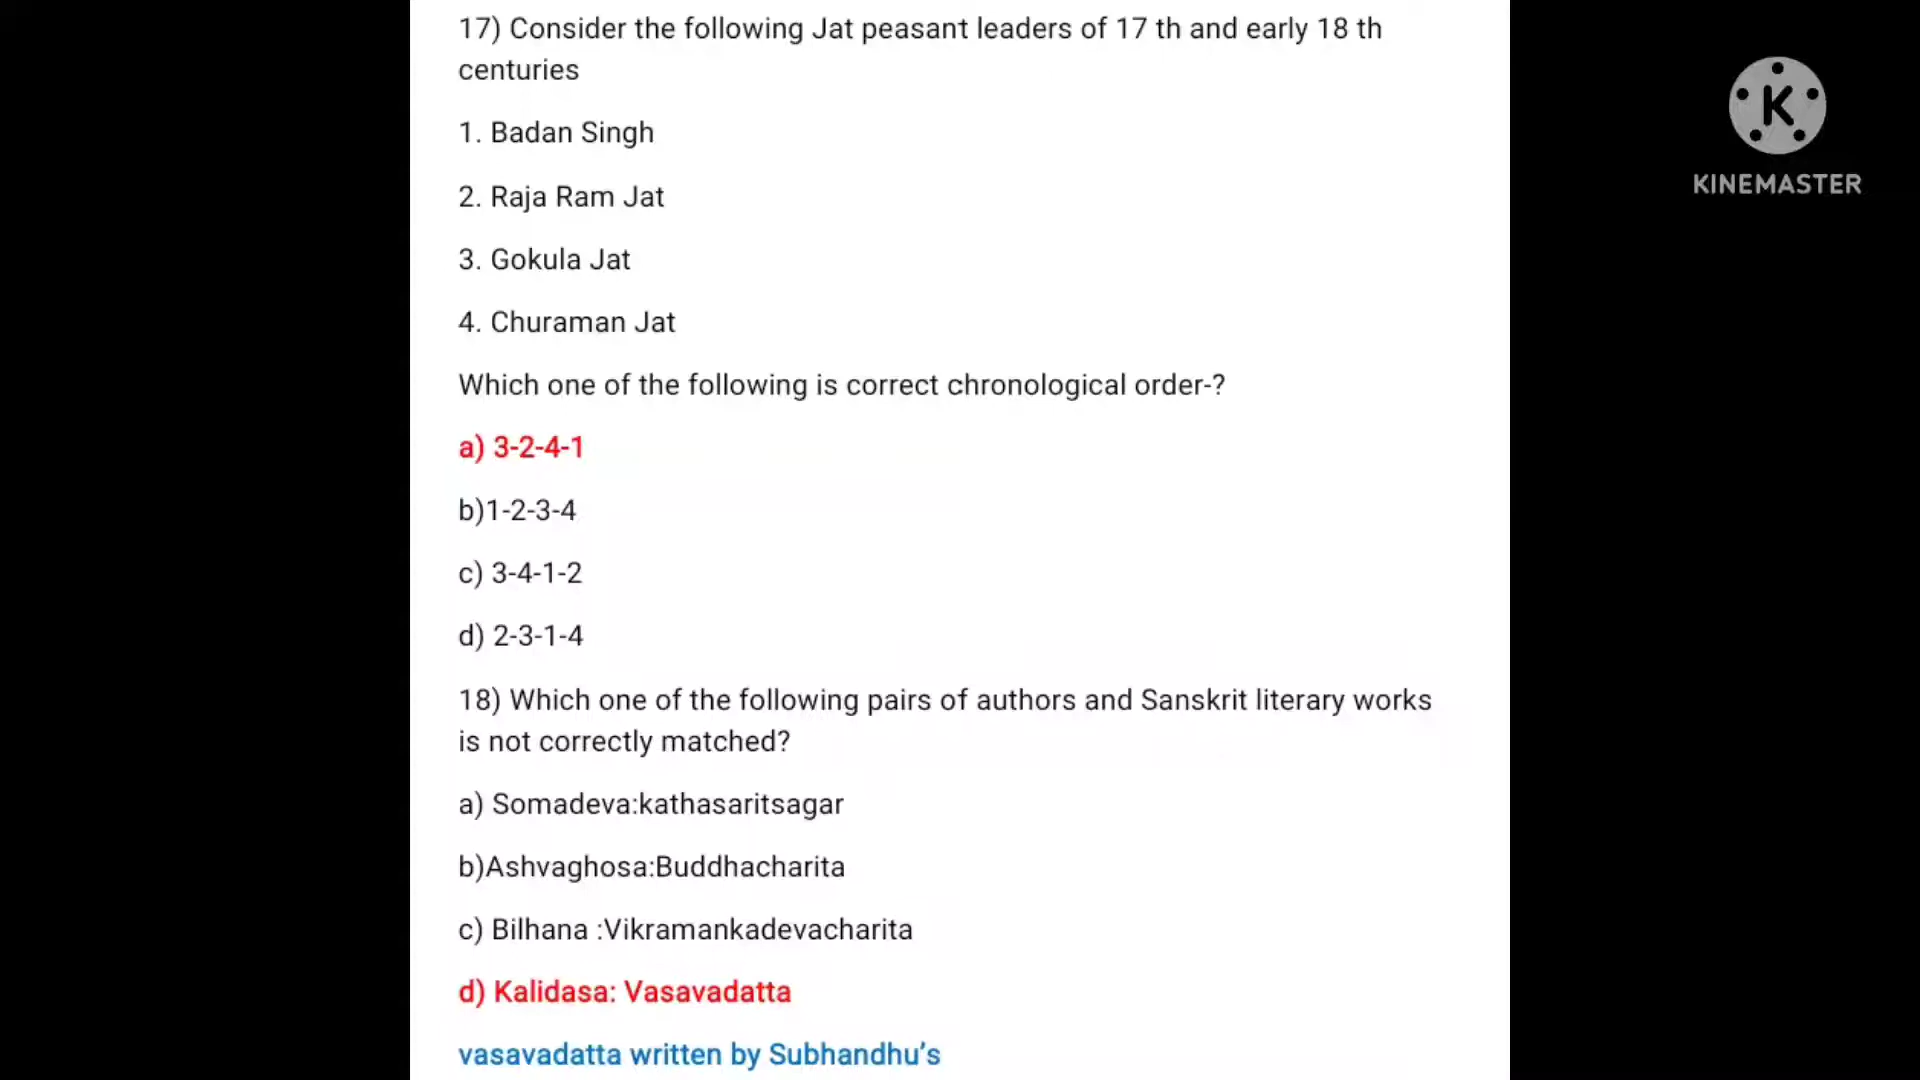 17) Consider the following Jat peasant leaders of 17 th and early 18 th
centuries
1. Badan Singh
2. Raja Ram Jat
3. Gokula Jat
4. Churaman Jat
Which one of the following is correct chronological order-?
a) 3-2-4-1
b)1-2-3-4
c) 3-4-1-2
d) 2-3-1-4
18) Which one of the following pairs of authors and Sanskrit literary works
is not correctly matched?
a) Somadeva:kathasaritsagar
b)Ashvaghosa:Buddhacharita
c) Bilhana :Vikramankadevacharita
d) Kalidasa: Vasavadatta
vasavadatta written by Subhandhu’s
K
KINEMASTER